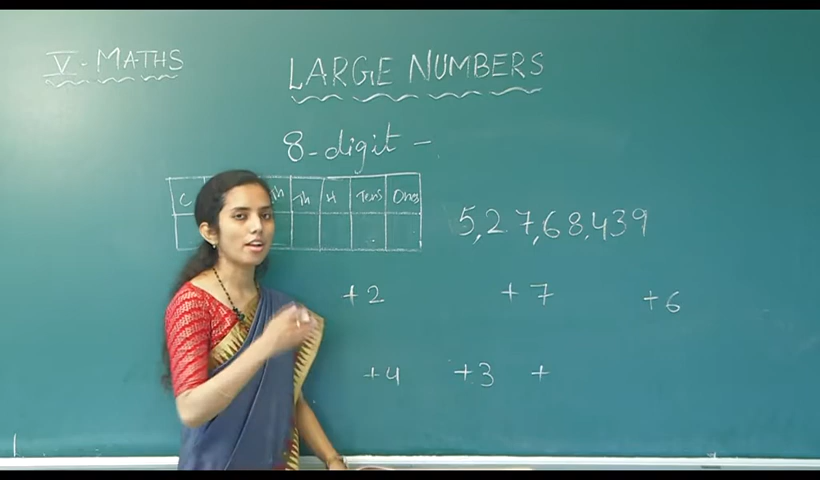 V - MATHS
LARGE NUMBERS
8-digit -
C Th H Tens Ones
5,27,68,439
+2 +7 +6
+4 +3 +